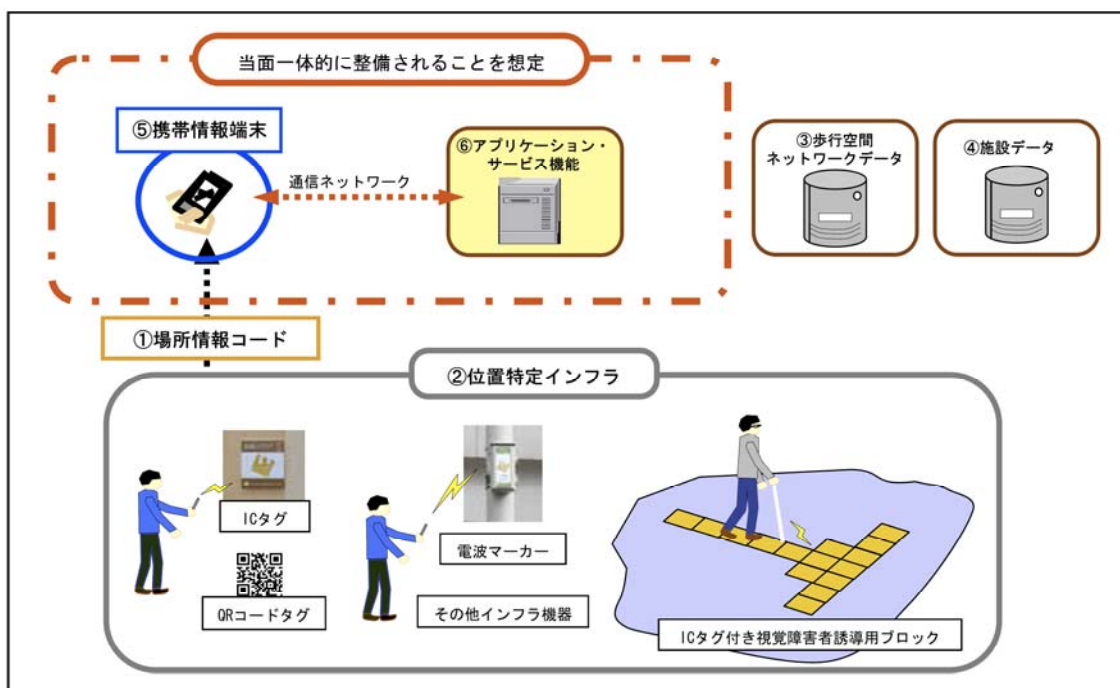 当面一体的に整備されることを想定
⑤携帯情報端末
通信ネットワーク
⑥アプリケーション・
サービス機能
③歩行空間
ネットワークデータ
④施設データ
①場所情報コード
②位置特定インフラ
ICタグ
QRコードタグ
電波マーカー
その他インフラ機器
ICタグ付き視覚障害者誘導用ブロック